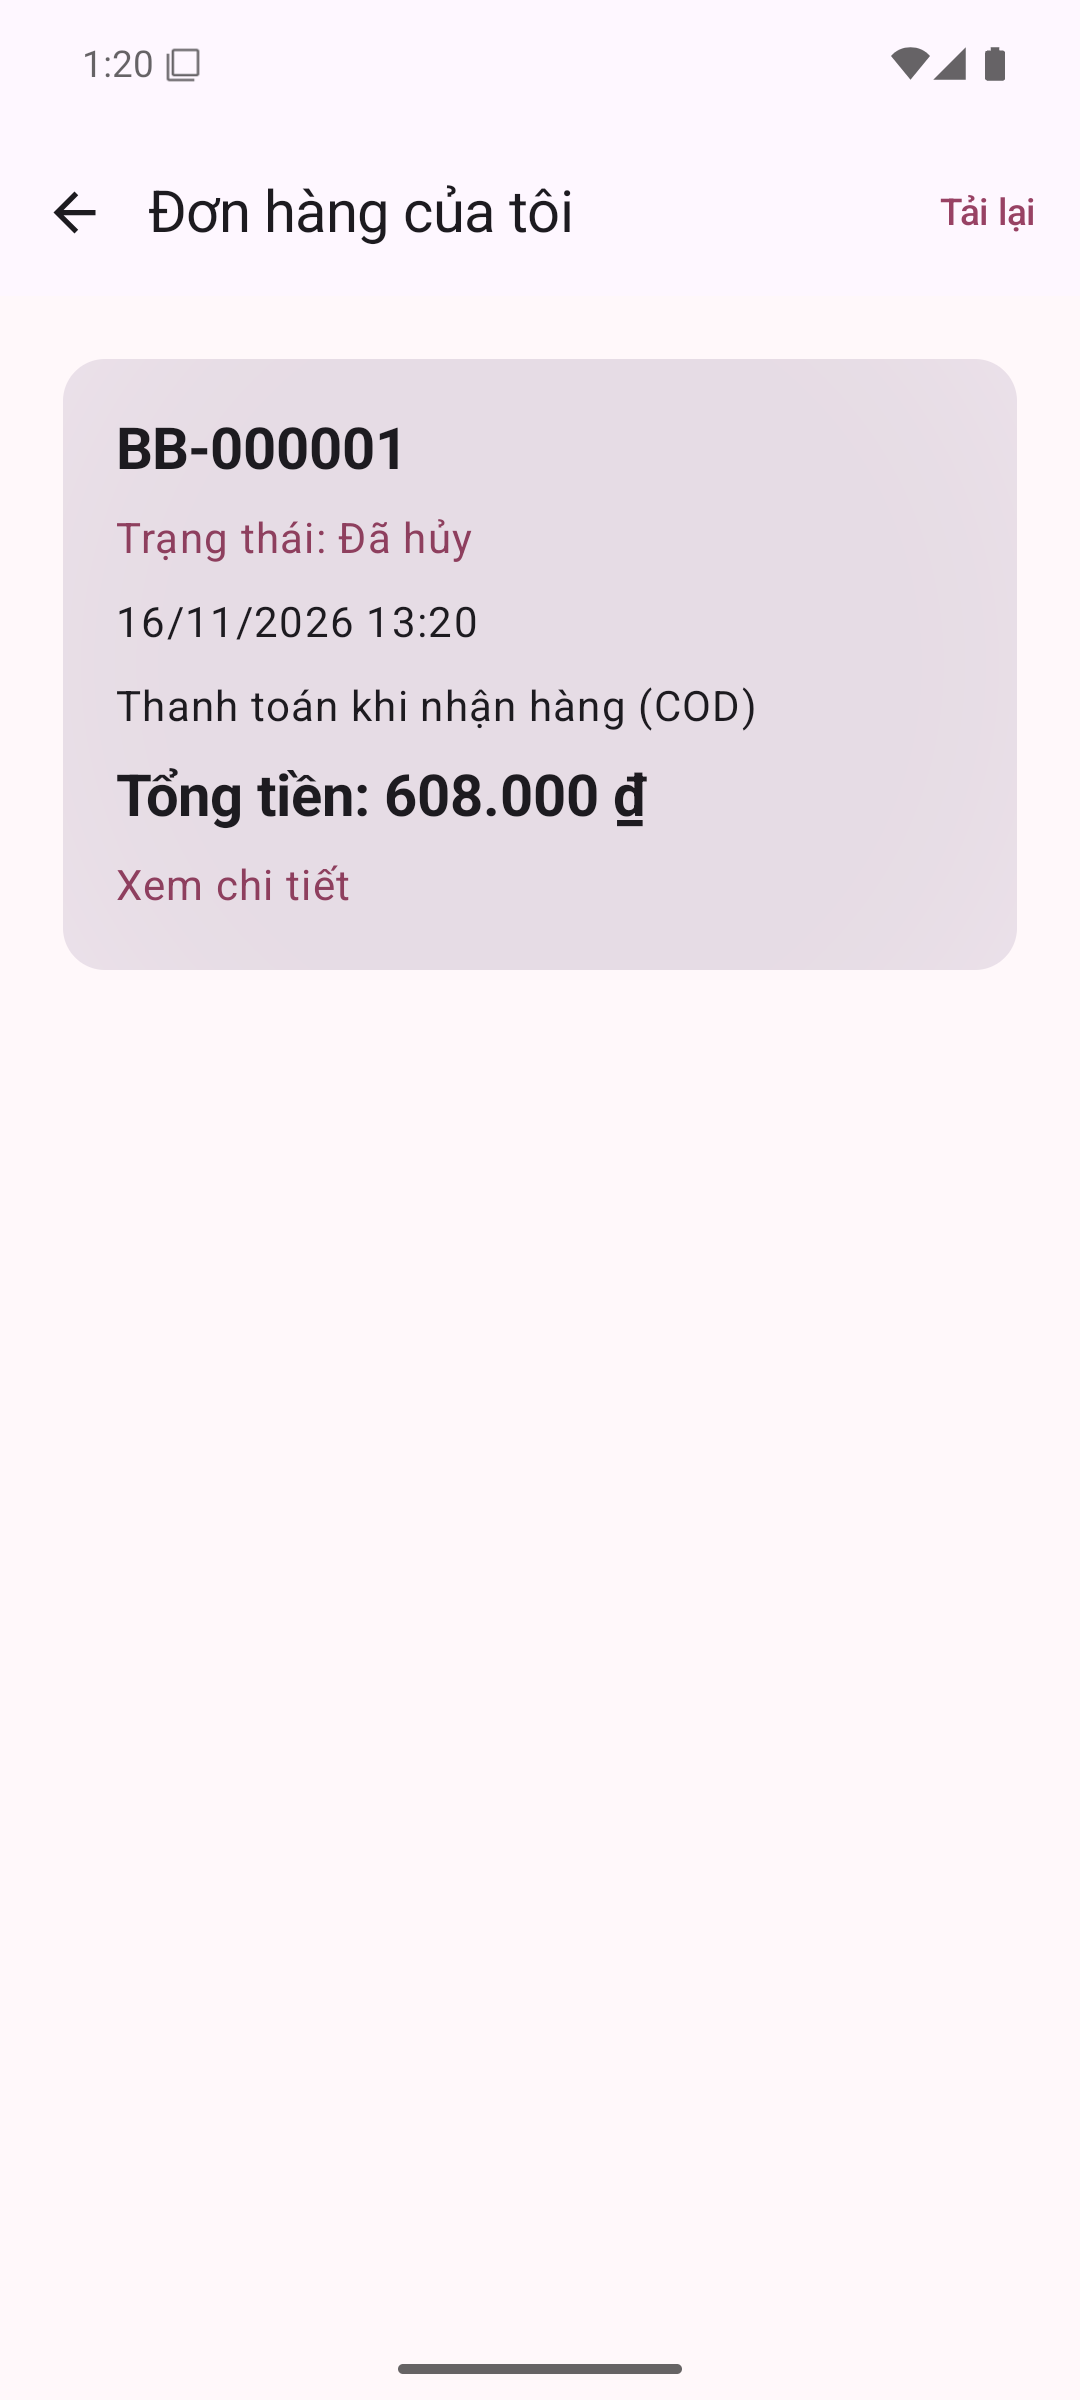 1:20
Đơn hàng của tôi
Tải lại
BB-000001
Trạng thái: Đã hủy
16/11/2026 13:20
Thanh toán khi nhận hàng (COD)
Tổng tiền: 608.000 ₫
Xem chi tiết